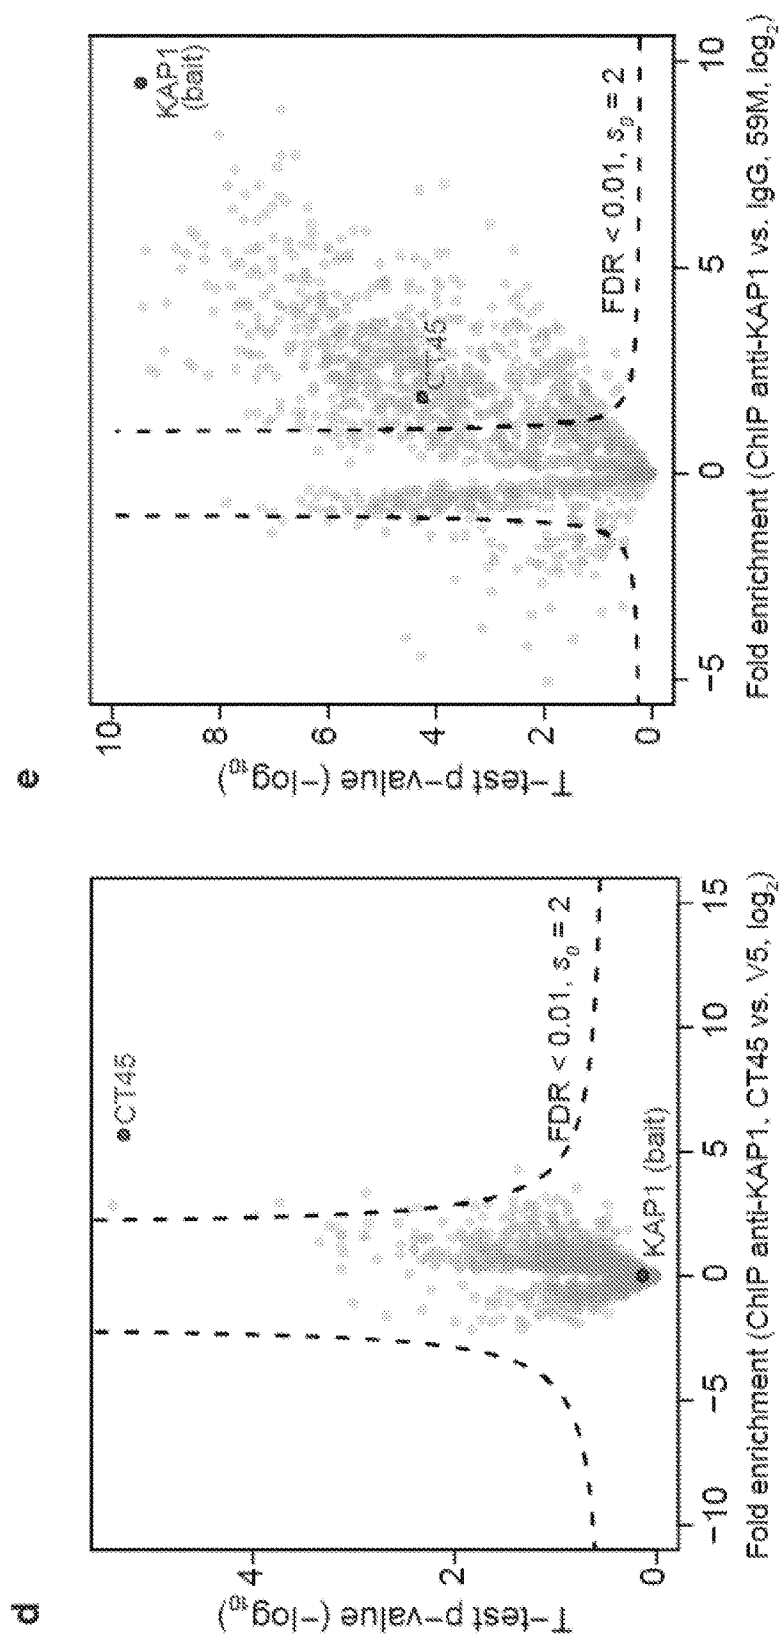 d
T-test p-value (-log₁₀)
4
2
0
CT45
FDR < 0.01, s₀ = 2
KAP1 (bait)
-10
-5
0
5
10
15
Fold enrichment (ChIP anti-KAP1, CT45 vs. V5, log₂)
e
T-test p-value (-log₁₀)
10
8
6
4
2
0
KAP1
(bait)
CT45
FDR < 0.01, s₀ = 2
-5
0
5
10
Fold enrichment (ChIP anti-KAP1 vs. IgG, 59M, log₂)